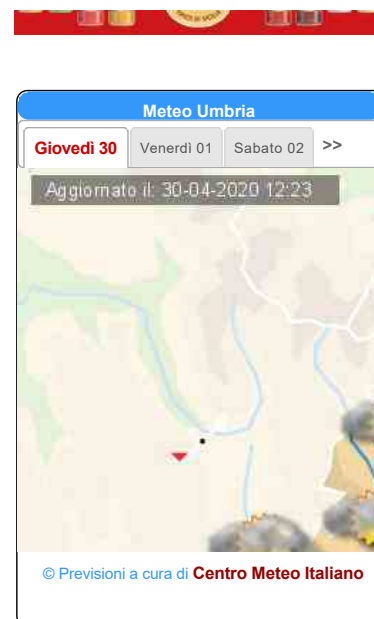 Meteo Umbria
Giovedì 30 Venerdì 01 Sabato 02 >>
Aggiornato il: 30-04-2020 12:23
© Previsioni a cura di Centro Meteo Italiano